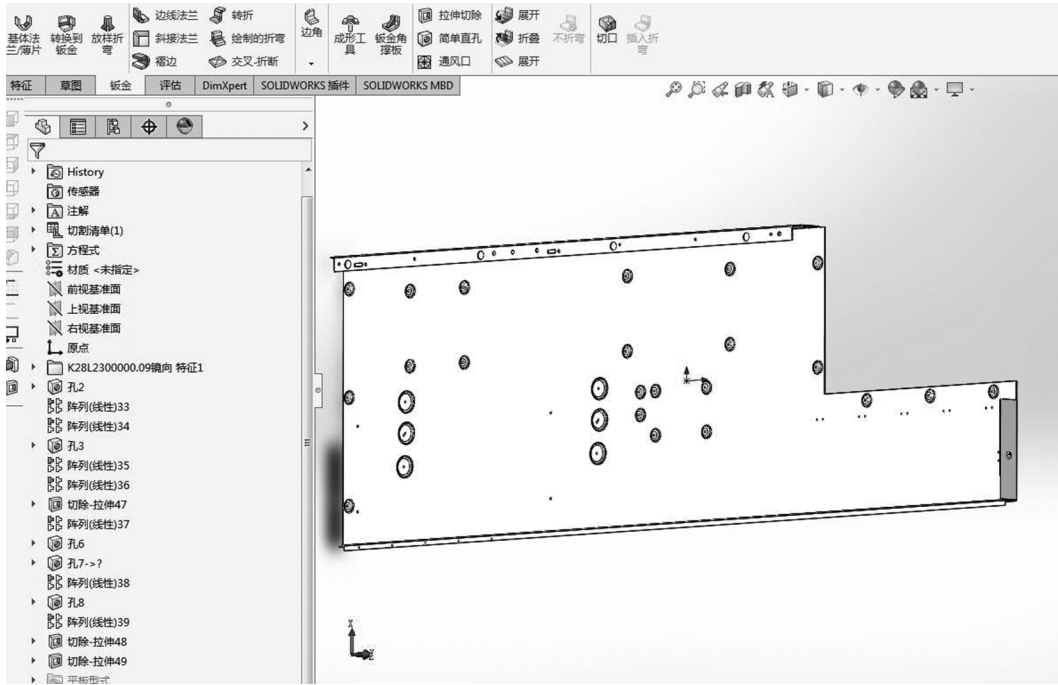 边线法兰 转折 拉伸切除 展开
基体法兰/薄片 转换到钣金 放样折弯 斜接法兰 绘制的折弯 边角 成形工具 钣金角撑板 简单直孔 折叠 不折弯 切口 插入折弯
褶边 交叉-折断 通风口 展开
特征 草图 钣金 评估 DimXpert SOLIDWORKS 插件 SOLIDWORKS MBD
History
传感器
注解
切割清单(1)
方程式
材质 <未指定>
前视基准面
上视基准面
右视基准面
原点
K28L2300000.09镜向 特征1
孔2
阵列(线性)33
阵列(线性)34
孔3
阵列(线性)35
阵列(线性)36
切除-拉伸47
阵列(线性)37
孔6
孔7->?
阵列(线性)38
孔8
阵列(线性)39
切除-拉伸48
切除-拉伸49
平板型式
X